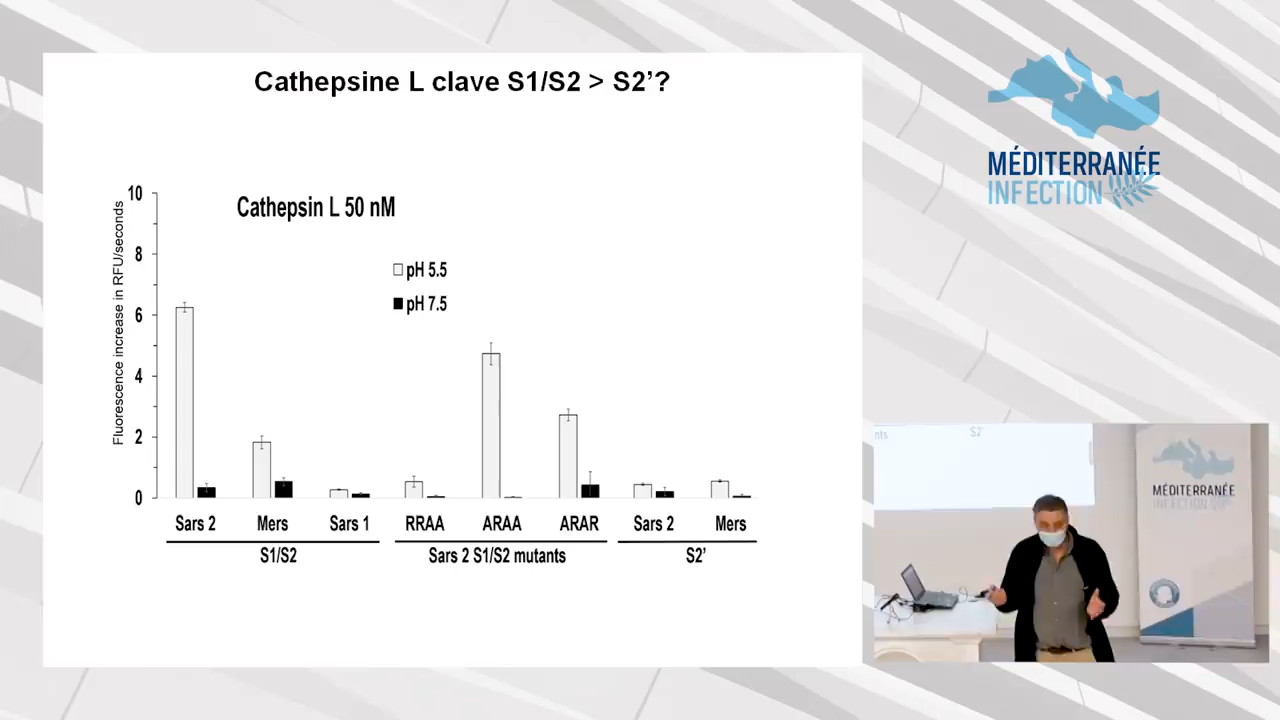 Cathepsine L clave S1/S2 > S2’?
MÉDITERRANÉE
INFECTION
Cathepsin L 50 nM
pH 5.5
pH 7.5
Fluorescence increase in RFU/seconds
10
8
6
4
2
0
Sars 2 Mers Sars 1 RRAA ARAA ARAR Sars 2 Mers
S1/S2 Sars 2 S1/S2 mutants S2’
nts S2'
MÉDITERRANÉE
INFECTION